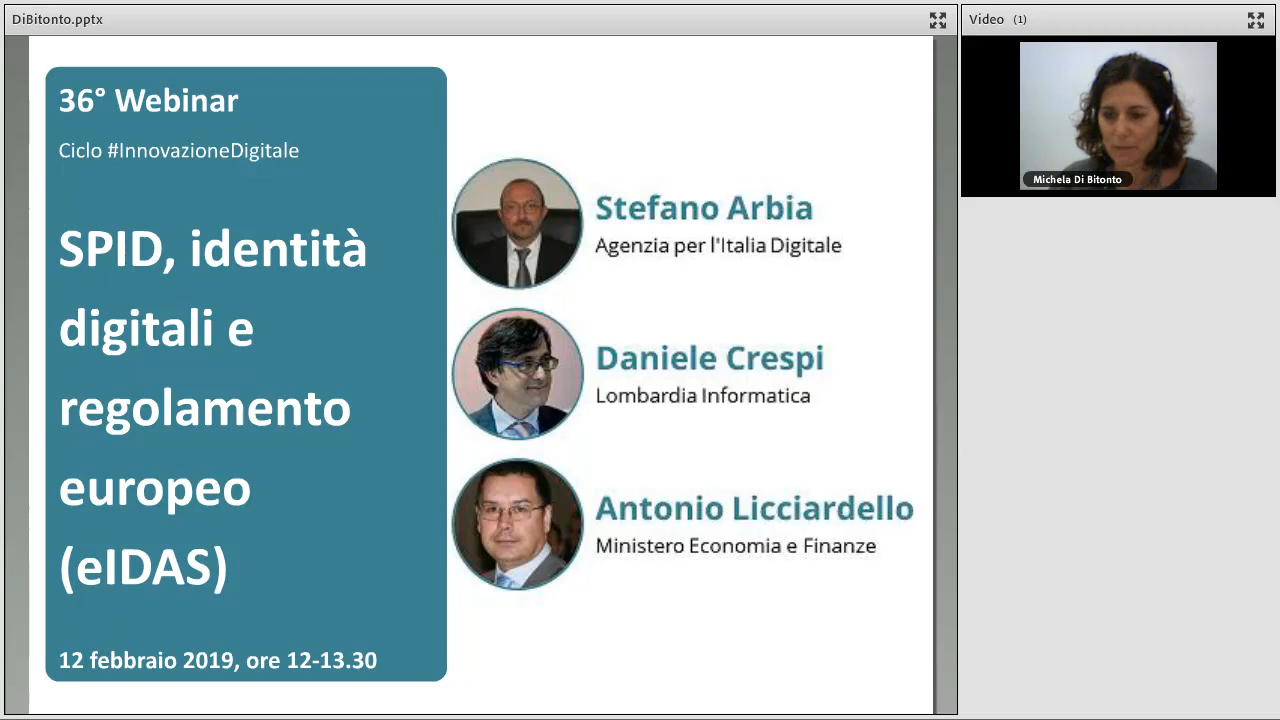 DiBitonto.pptx
Video (1)
36° Webinar
Ciclo #InnovazioneDigitale
SPID, identità
digitali e
regolamento
europeo
(eIDAS)
12 febbraio 2019, ore 12-13.30
Stefano Arbia
Agenzia per l'Italia Digitale
Daniele Crespi
Lombardia Informatica
Antonio Licciardello
Ministero Economia e Finanze
Michela Di Bitonto